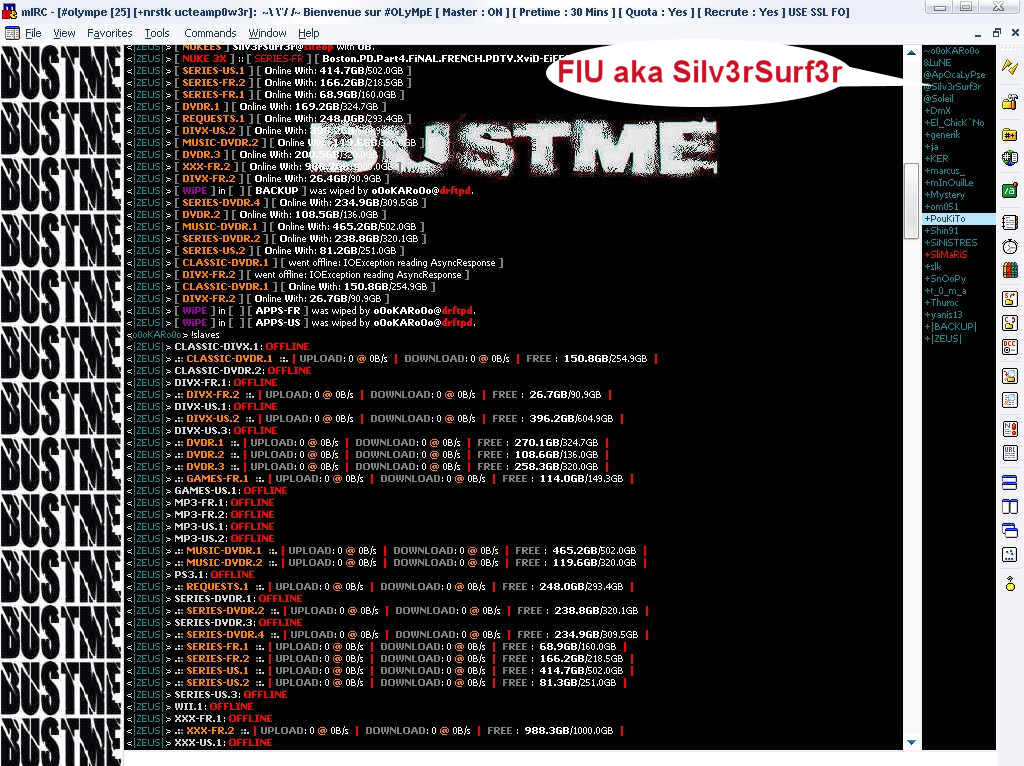 mIRC - [#olympe [25] [+nrstk ucteamp0w3r]: ~\ \"/ /~ Bienvenue sur #OLyMpE [ Master : ON ] [ Pretime : 30 Mins ] [ Quota : Yes ] [ Recrute : Yes ] USE SSL FO]
File View Favorites Tools Commands Window Help
FIU aka Silv3rSurf3r
BUSTME
<|ZEUS|> [ NUKEES ] Silv3rSurf3r@siteop with 0B.
<|ZEUS|> [ NUKE 3X ] :: [ SERIES-FR ] [ Boston.PD.Part4.FiNAL.FRENCH.PDTV.XviD-EiF
<|ZEUS|> [ SERIES-US.1 ] [ Online With: 414.7GB/502.0GB ]
<|ZEUS|> [ SERIES-FR.2 ] [ Online With: 166.2GB/218.5GB ]
<|ZEUS|> [ SERIES-FR.1 ] [ Online With: 68.9GB/160.0GB ]
<|ZEUS|> [ DVDR.1 ] [ Online With: 169.2GB/324.7GB ]
<|ZEUS|> [ REQUESTS.1 ] [ Online With: 248.0GB/293.4GB ]
<|ZEUS|> [ DIVX-US.2 ] [ Online With:
<|ZEUS|> [ MUSIC-DVDR.2 ] [ Online With: 119.6GB/320.0GB ]
<|ZEUS|> [ DVDR.3 ] [ Online With:
<|ZEUS|> [ XXX-FR.2 ] [ Online With:
<|ZEUS|> [ DIVX-FR.2 ] [ Online With: 26.4GB/90.9GB ]
<|ZEUS|> [ WiPE ] in [ ] [ BACKUP ] was wiped by oOoKARoOo@drftpd.
<|ZEUS|> [ SERIES-DVDR.4 ] [ Online With: 234.9GB/309.5GB ]
<|ZEUS|> [ DVDR.2 ] [ Online With: 108.5GB/136.0GB ]
<|ZEUS|> [ MUSIC-DVDR.1 ] [ Online With: 465.2GB/502.0GB ]
<|ZEUS|> [ SERIES-DVDR.2 ] [ Online With: 238.8GB/320.1GB ]
<|ZEUS|> [ SERIES-US.2 ] [ Online With: 81.2GB/251.0GB ]
<|ZEUS|> [ CLASSIC-DVDR.1 ] [ went offline: IOException reading AsyncResponse ]
<|ZEUS|> [ DIVX-FR.2 ] [ went offline: IOException reading AsyncResponse ]
<|ZEUS|> [ CLASSIC-DVDR.1 ] [ Online With: 150.8GB/254.9GB ]
<|ZEUS|> [ DIVX-FR.2 ] [ Online With: 26.7GB/90.9GB ]
<|ZEUS|> [ WiPE ] in [ ] [ APPS-FR ] was wiped by oOoKARoOo@drftpd.
<|ZEUS|> [ WiPE ] in [ ] [ APPS-US ] was wiped by oOoKARoOo@drftpd.
<oOoKARoOo> !slaves
<|ZEUS|> CLASSIC-DIVX.1: OFFLINE
<|ZEUS|> .:: CLASSIC-DVDR.1 ::. | UPLOAD: 0 @ 0B/s | DOWNLOAD: 0 @ 0B/s | FREE : 150.8GB/254.9GB |
<|ZEUS|> CLASSIC-DVDR.2: OFFLINE
<|ZEUS|> DIVX-FR.1: OFFLINE
<|ZEUS|> .:: DIVX-FR.2 ::. | UPLOAD: 0 @ 0B/s | DOWNLOAD: 0 @ 0B/s | FREE : 26.7GB/90.9GB |
<|ZEUS|> DIVX-US.1: OFFLINE
<|ZEUS|> .:: DIVX-US.2 ::. | UPLOAD: 0 @ 0B/s | DOWNLOAD: 0 @ 0B/s | FREE : 396.2GB/604.9GB |
<|ZEUS|> DIVX-US.3: OFFLINE
<|ZEUS|> .:: DVDR.1 ::. | UPLOAD: 0 @ 0B/s | DOWNLOAD: 0 @ 0B/s | FREE : 270.1GB/324.7GB |
<|ZEUS|> .:: DVDR.2 ::. | UPLOAD: 0 @ 0B/s | DOWNLOAD: 0 @ 0B/s | FREE : 108.6GB/136.0GB |
<|ZEUS|> .:: DVDR.3 ::. | UPLOAD: 0 @ 0B/s | DOWNLOAD: 0 @ 0B/s | FREE : 258.3GB/320.0GB |
<|ZEUS|> .:: GAMES-FR.1 ::. | UPLOAD: 0 @ 0B/s | DOWNLOAD: 0 @ 0B/s | FREE : 114.0GB/149.3GB |
<|ZEUS|> GAMES-US.1: OFFLINE
<|ZEUS|> MP3-FR.1: OFFLINE
<|ZEUS|> MP3-FR.2: OFFLINE
<|ZEUS|> MP3-US.1: OFFLINE
<|ZEUS|> MP3-US.2: OFFLINE
<|ZEUS|> .:: MUSIC-DVDR.1 ::. | UPLOAD: 0 @ 0B/s | DOWNLOAD: 0 @ 0B/s | FREE : 465.2GB/502.0GB |
<|ZEUS|> .:: MUSIC-DVDR.2 ::. | UPLOAD: 0 @ 0B/s | DOWNLOAD: 0 @ 0B/s | FREE : 119.6GB/320.0GB |
<|ZEUS|> PS3.1: OFFLINE
<|ZEUS|> .:: REQUESTS.1 ::. | UPLOAD: 0 @ 0B/s | DOWNLOAD: 0 @ 0B/s | FREE : 248.0GB/293.4GB |
<|ZEUS|> SERIES-DVDR.1: OFFLINE
<|ZEUS|> .:: SERIES-DVDR.2 ::. | UPLOAD: 0 @ 0B/s | DOWNLOAD: 0 @ 0B/s | FREE : 238.8GB/320.1GB |
<|ZEUS|> SERIES-DVDR.3: OFFLINE
<|ZEUS|> .:: SERIES-DVDR.4 ::. | UPLOAD: 0 @ 0B/s | DOWNLOAD: 0 @ 0B/s | FREE : 234.9GB/309.5GB |
<|ZEUS|> .:: SERIES-FR.1 ::. | UPLOAD: 0 @ 0B/s | DOWNLOAD: 0 @ 0B/s | FREE : 68.9GB/160.0GB |
<|ZEUS|> .:: SERIES-FR.2 ::. | UPLOAD: 0 @ 0B/s | DOWNLOAD: 0 @ 0B/s | FREE : 166.2GB/218.5GB |
<|ZEUS|> .:: SERIES-US.1 ::. | UPLOAD: 0 @ 0B/s | DOWNLOAD: 0 @ 0B/s | FREE : 414.7GB/502.0GB |
<|ZEUS|> .:: SERIES-US.2 ::. | UPLOAD: 0 @ 0B/s | DOWNLOAD: 0 @ 0B/s | FREE : 81.3GB/251.0GB |
<|ZEUS|> SERIES-US.3: OFFLINE
<|ZEUS|> WII.1: OFFLINE
<|ZEUS|> XXX-FR.1: OFFLINE
<|ZEUS|> .:: XXX-FR.2 ::. | UPLOAD: 0 @ 0B/s | DOWNLOAD: 0 @ 0B/s | FREE : 988.3GB/1000.0GB |
<|ZEUS|> XXX-US.1: OFFLINE
~oOoKARoOo
&LuNE
@ApOcaLyPse
@Silv3rSurf3r
@Soleil
+DmX
+El_ChicK^No
+generik
+ja
+KER
+marcus_
+mInOuilLe
+Mystery
+om051
+PouKiTo
+Shin91
+SiNiSTRES
+SliMaRiS
+slk
+SnOoPy
+t_0_m_a
+Thumc
+yanis13
+|BACKUP|
+|ZEUS|
BUSTME
BUSTME
BUSTME
BUSTME
BUSTME
BUSTME
BUSTME
BUSTME
BUSTME
BUSTME
BUSTME
BUSTME